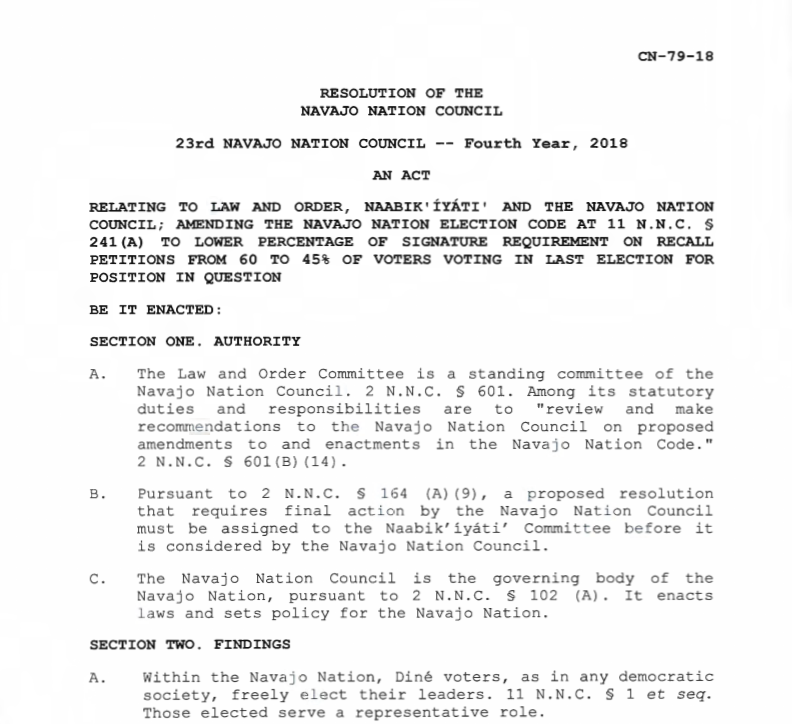 CN-79-18
RESOLUTION OF THE
NAVAJO NATION COUNCIL
23rd NAVAJO NATION COUNCIL -- Fourth Year, 2018
AN ACT
RELATING TO LAW AND ORDER, NAABIK'ÍYÁTI' AND THE NAVAJO NATION
COUNCIL; AMENDING THE NAVAJO NATION ELECTION CODE AT 11 N.N.C. §
241(A) TO LOWER PERCENTAGE OF SIGNATURE REQUIREMENT ON RECALL
PETITIONS FROM 60 TO 45% OF VOTERS VOTING IN LAST ELECTION FOR
POSITION IN QUESTION
BE IT ENACTED:
SECTION ONE. AUTHORITY
A. The Law and Order Committee is a standing committee of the
Navajo Nation Council. 2 N.N.C. § 601. Among its statutory
duties and responsibilities are to "review and make
recommendations to the Navajo Nation Council on proposed
amendments to and enactments in the Navajo Nation Code."
2 N.N.C. § 601(B)(14).
B. Pursuant to 2 N.N.C. § 164 (A)(9), a proposed resolution
that requires final action by the Navajo Nation Council
must be assigned to the Naabik’íyáti’ Committee before it
is considered by the Navajo Nation Council.
C. The Navajo Nation Council is the governing body of the
Navajo Nation, pursuant to 2 N.N.C. § 102 (A). It enacts
laws and sets policy for the Navajo Nation.
SECTION TWO. FINDINGS
A. Within the Navajo Nation, Diné voters, as in any democratic
society, freely elect their leaders. 11 N.N.C. § 1 et seq.
Those elected serve a representative role.